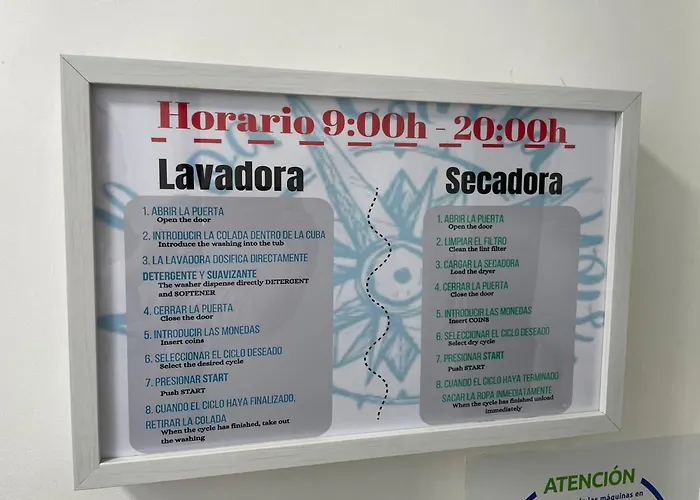 Horario 9:00h - 20:00h
Lavadora
1. ABRIR LA PUERTA
Open the door
2. INTRODUCIR LA COLADA DENTRO DE LA CUBA
Introduce the washing into the tub
3. LA LAVADORA DOSIFICA DIRECTAMENTE
DETERGENTE Y SUAVIZANTE
The washer dispense directly DETERGENT
and SOFTENER
4. CERRAR LA PUERTA
Close the door
5. INTRODUCIR LAS MONEDAS
Insert coins
6. SELECCIONAR EL CICLO DESEADO
Select the desired cycle
7. PRESIONAR START
Push START
8. CUANDO EL CICLO HAYA FINALIZADO,
RETIRAR LA COLADA
When the cycle has finished, take out
the washing
Secadora
1. ABRIR LA PUERTA
Open the door
2. LIMPIAR EL FILTRO
Clean the lint filter
3. CARGAR LA SECADORA
Load the dryer
4. CERRAR LA PUERTA
Close the door
5. INTRODUCIR LAS MONEDAS
Insert COINS
6. SELECCIONAR EL CICLO DESEADO
Select dry cycle
7. PRESIONAR START
Push START
8. CUANDO EL CICLO HAYA TERMINADO
SACAR LA ROPA INMEDIATAMENTE
When the cycle has finished unload
immediately
ATENCIÓN
las máquinas en